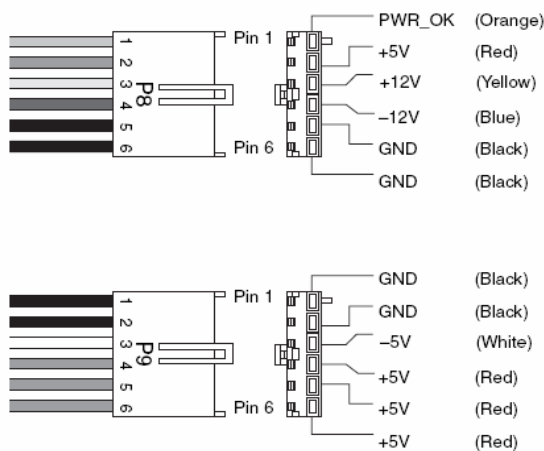 PWR_OK (Orange)
1 Pin 1
2 +5V (Red)
3 +12V (Yellow)
P8
4 –12V (Blue)
5
6 Pin 6 GND (Black)
GND (Black)
GND (Black)
1 Pin 1
2 GND (Black)
3 –5V (White)
P9
4 +5V (Red)
5
6 Pin 6 +5V (Red)
+5V (Red)